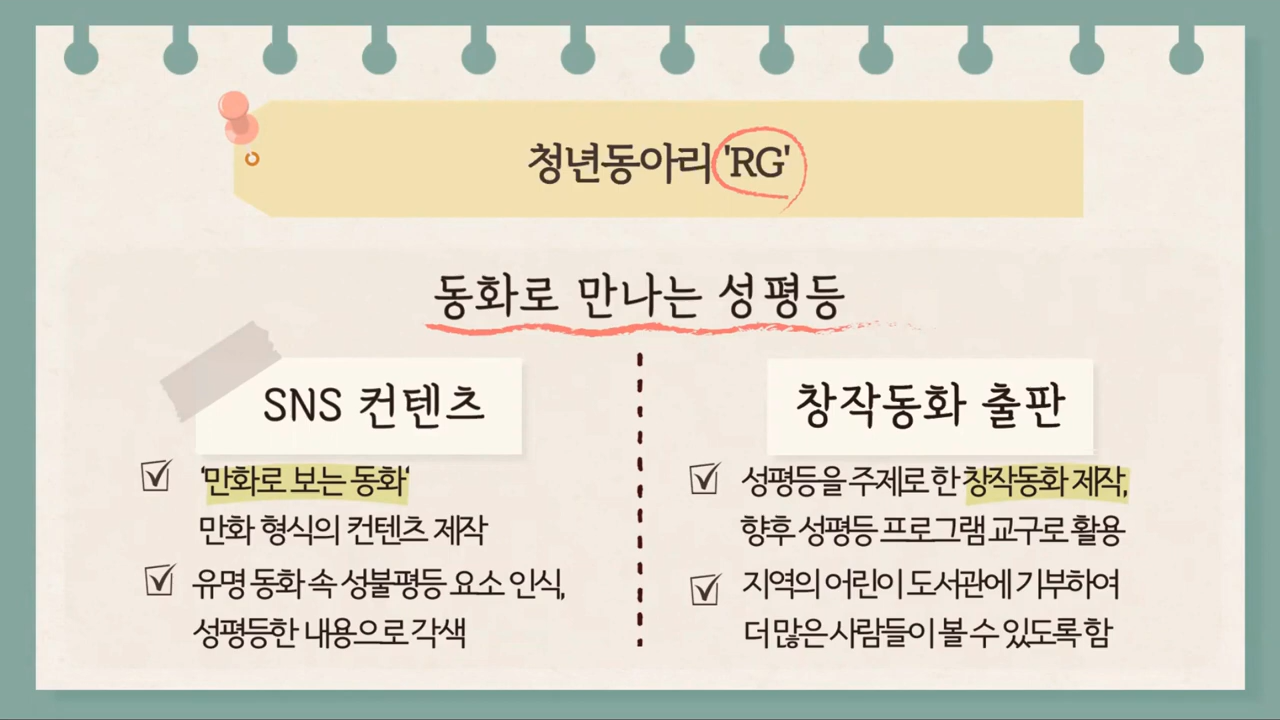 청년동아리 'RG'
동화로 만나는 성평등
SNS 컨텐츠
'만화로 보는 동화'
만화 형식의 컨텐츠 제작
유명 동화 속 성불평등 요소 인식,
성평등한 내용으로 각색
창작동화 출판
성평등을 주제로 한 창작동화 제작,
향후 성평등 프로그램 교구로 활용
지역의 어린이 도서관에 기부하여
더 많은 사람들이 볼 수 있도록 함